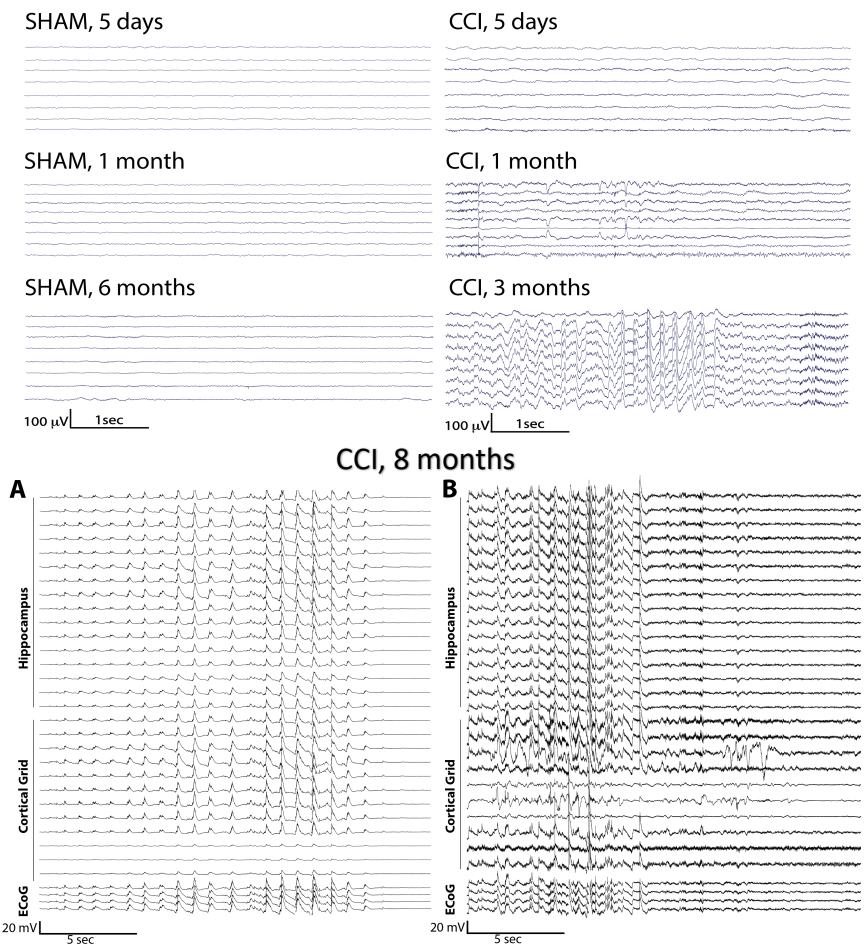 SHAM, 5 days
CCI, 5 days
SHAM, 1 month
CCI, 1 month
SHAM, 6 months
CCI, 3 months
100 μV
1sec
100 μV
1sec
CCI, 8 months
A
B
Hippocampus
Cortical Grid
ECoG
20 mV
5 sec
Hippocampus
Cortical Grid
ECoG
20 mV
5 sec